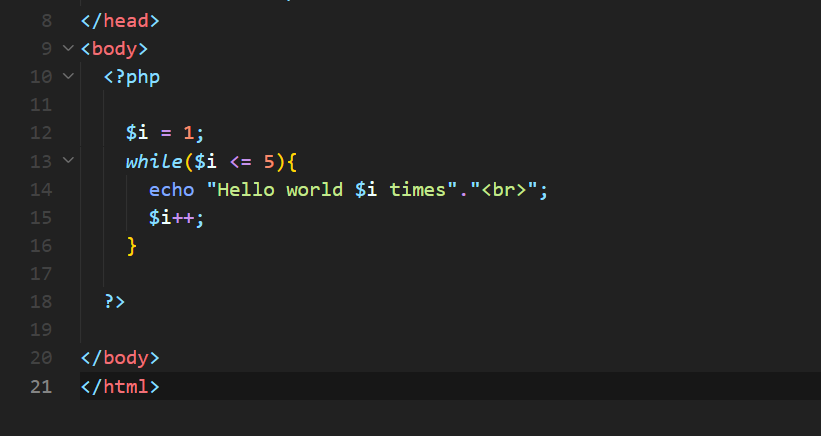 8 </head>
9 <body>
10 <?php
11
12 $i = 1;
13 while($i <= 5){
14 echo "Hello world $i times"."<br>";
15 $i++;
16 }
17
18 ?>
19
20 </body>
21 </html>